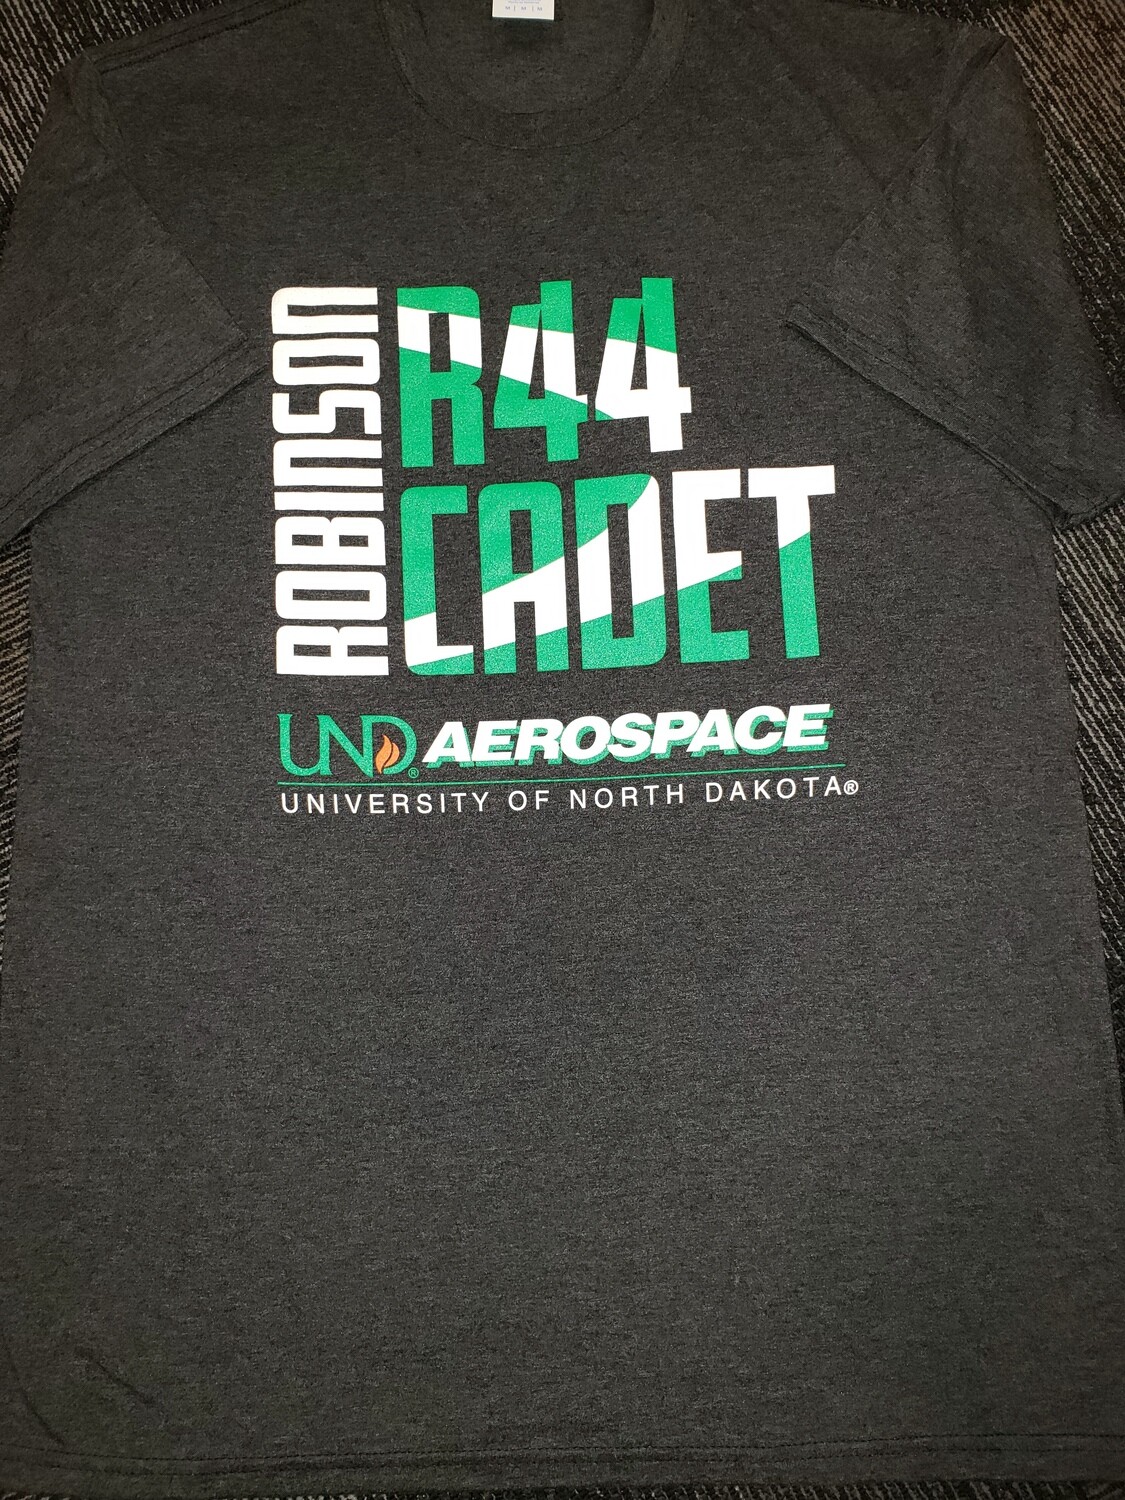 ROBINSON
R44
CADET
UND® AEROSPACE
UNIVERSITY OF NORTH DAKOTA®